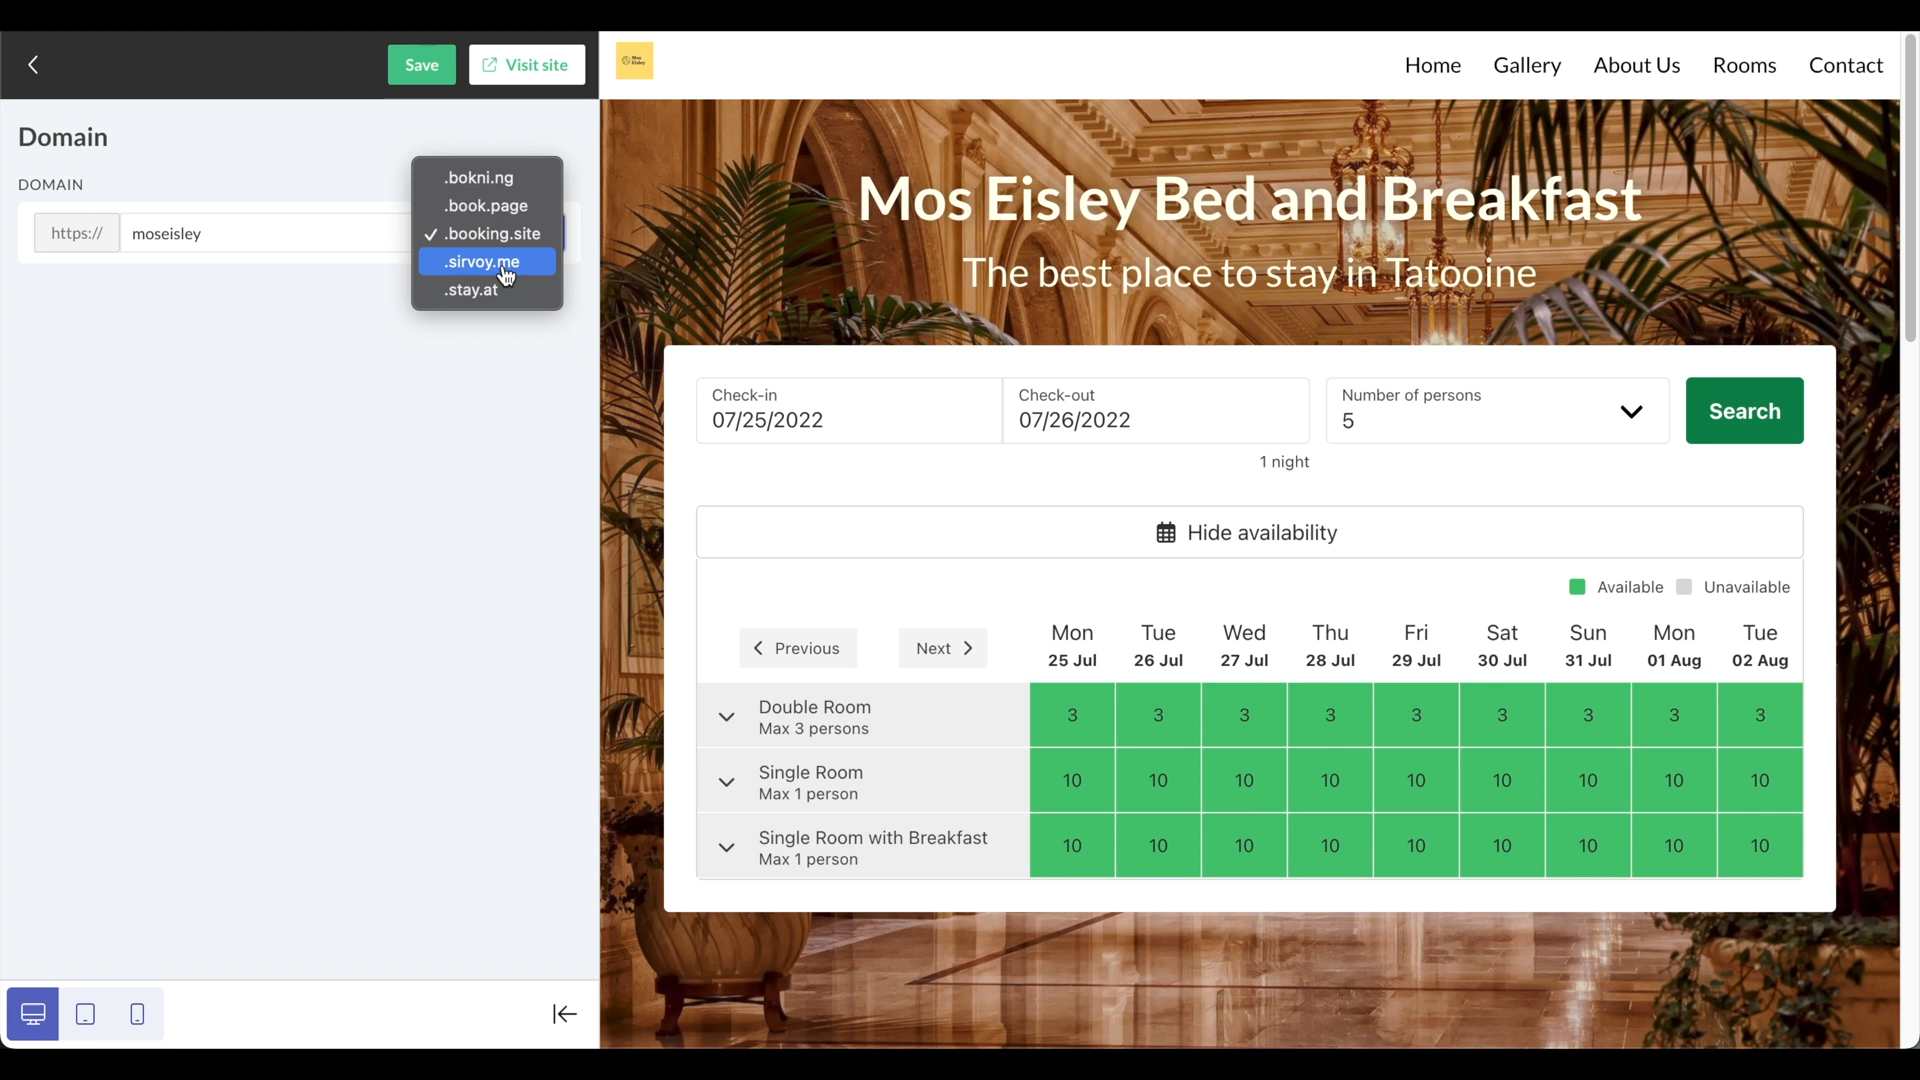 Save
Visit site
Mos
Eisley
Home
Gallery
About Us
Rooms
Contact
Domain
DOMAIN
https://
moseisley
.bokni.ng
.book.page
.booking.site
.sirvoy.me
.stay.at
Mos Eisley Bed and Breakfast
The best place to stay in Tatooine
Check-in
07/25/2022
Check-out
07/26/2022
Number of persons
5
Search
1 night
Hide availability
Available
Unavailable
Previous
Next
Mon Tue Wed Thu Fri Sat Sun Mon Tue
25 Jul 26 Jul 27 Jul 28 Jul 29 Jul 30 Jul 31 Jul 01 Aug 02 Aug
Double Room
Max 3 persons
3 3 3 3 3 3 3 3 3
Single Room
Max 1 person
10 10 10 10 10 10 10 10 10
Single Room with Breakfast
Max 1 person
10 10 10 10 10 10 10 10 10